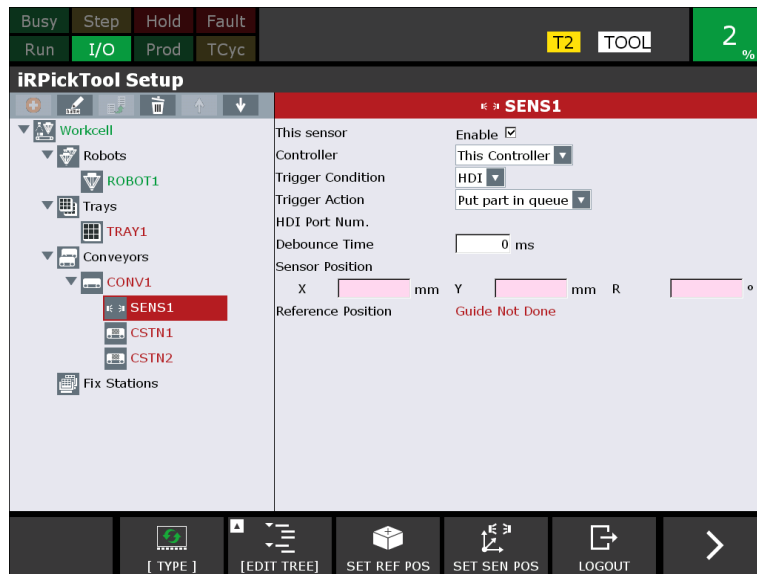 Busy Step Hold Fault
Run I/O Prod TCyc T2 TOOL 2 %
iRPickTool Setup
SENS1
Workcell
This sensor Enable
Robots Controller This Controller
ROBOT1 Trigger Condition HDI
Trays Trigger Action Put part in queue
TRAY1 HDI Port Num.
Conveyors Debounce Time 0 ms
CONV1 Sensor Position
SENS1 X mm Y mm R °
Reference Position Guide Not Done
CSTN1
CSTN2
Fix Stations
[ TYPE ] [EDIT TREE] SET REF POS SET SEN POS LOGOUT